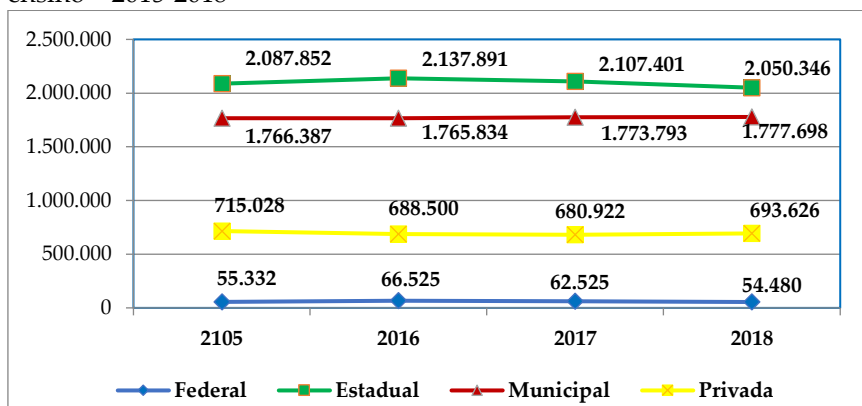 ensino – 2015-2018
2.500.000
2.087.852 2.137.891 2.107.401 2.050.346
2.000.000
1.766.387 1.765.834 1.773.793 1.777.698
1.500.000
1.000.000
715.028 688.500 680.922 693.626
500.000
55.332 66.525 62.525 54.480
0
2105 2016 2017 2018
Federal Estadual Municipal Privada